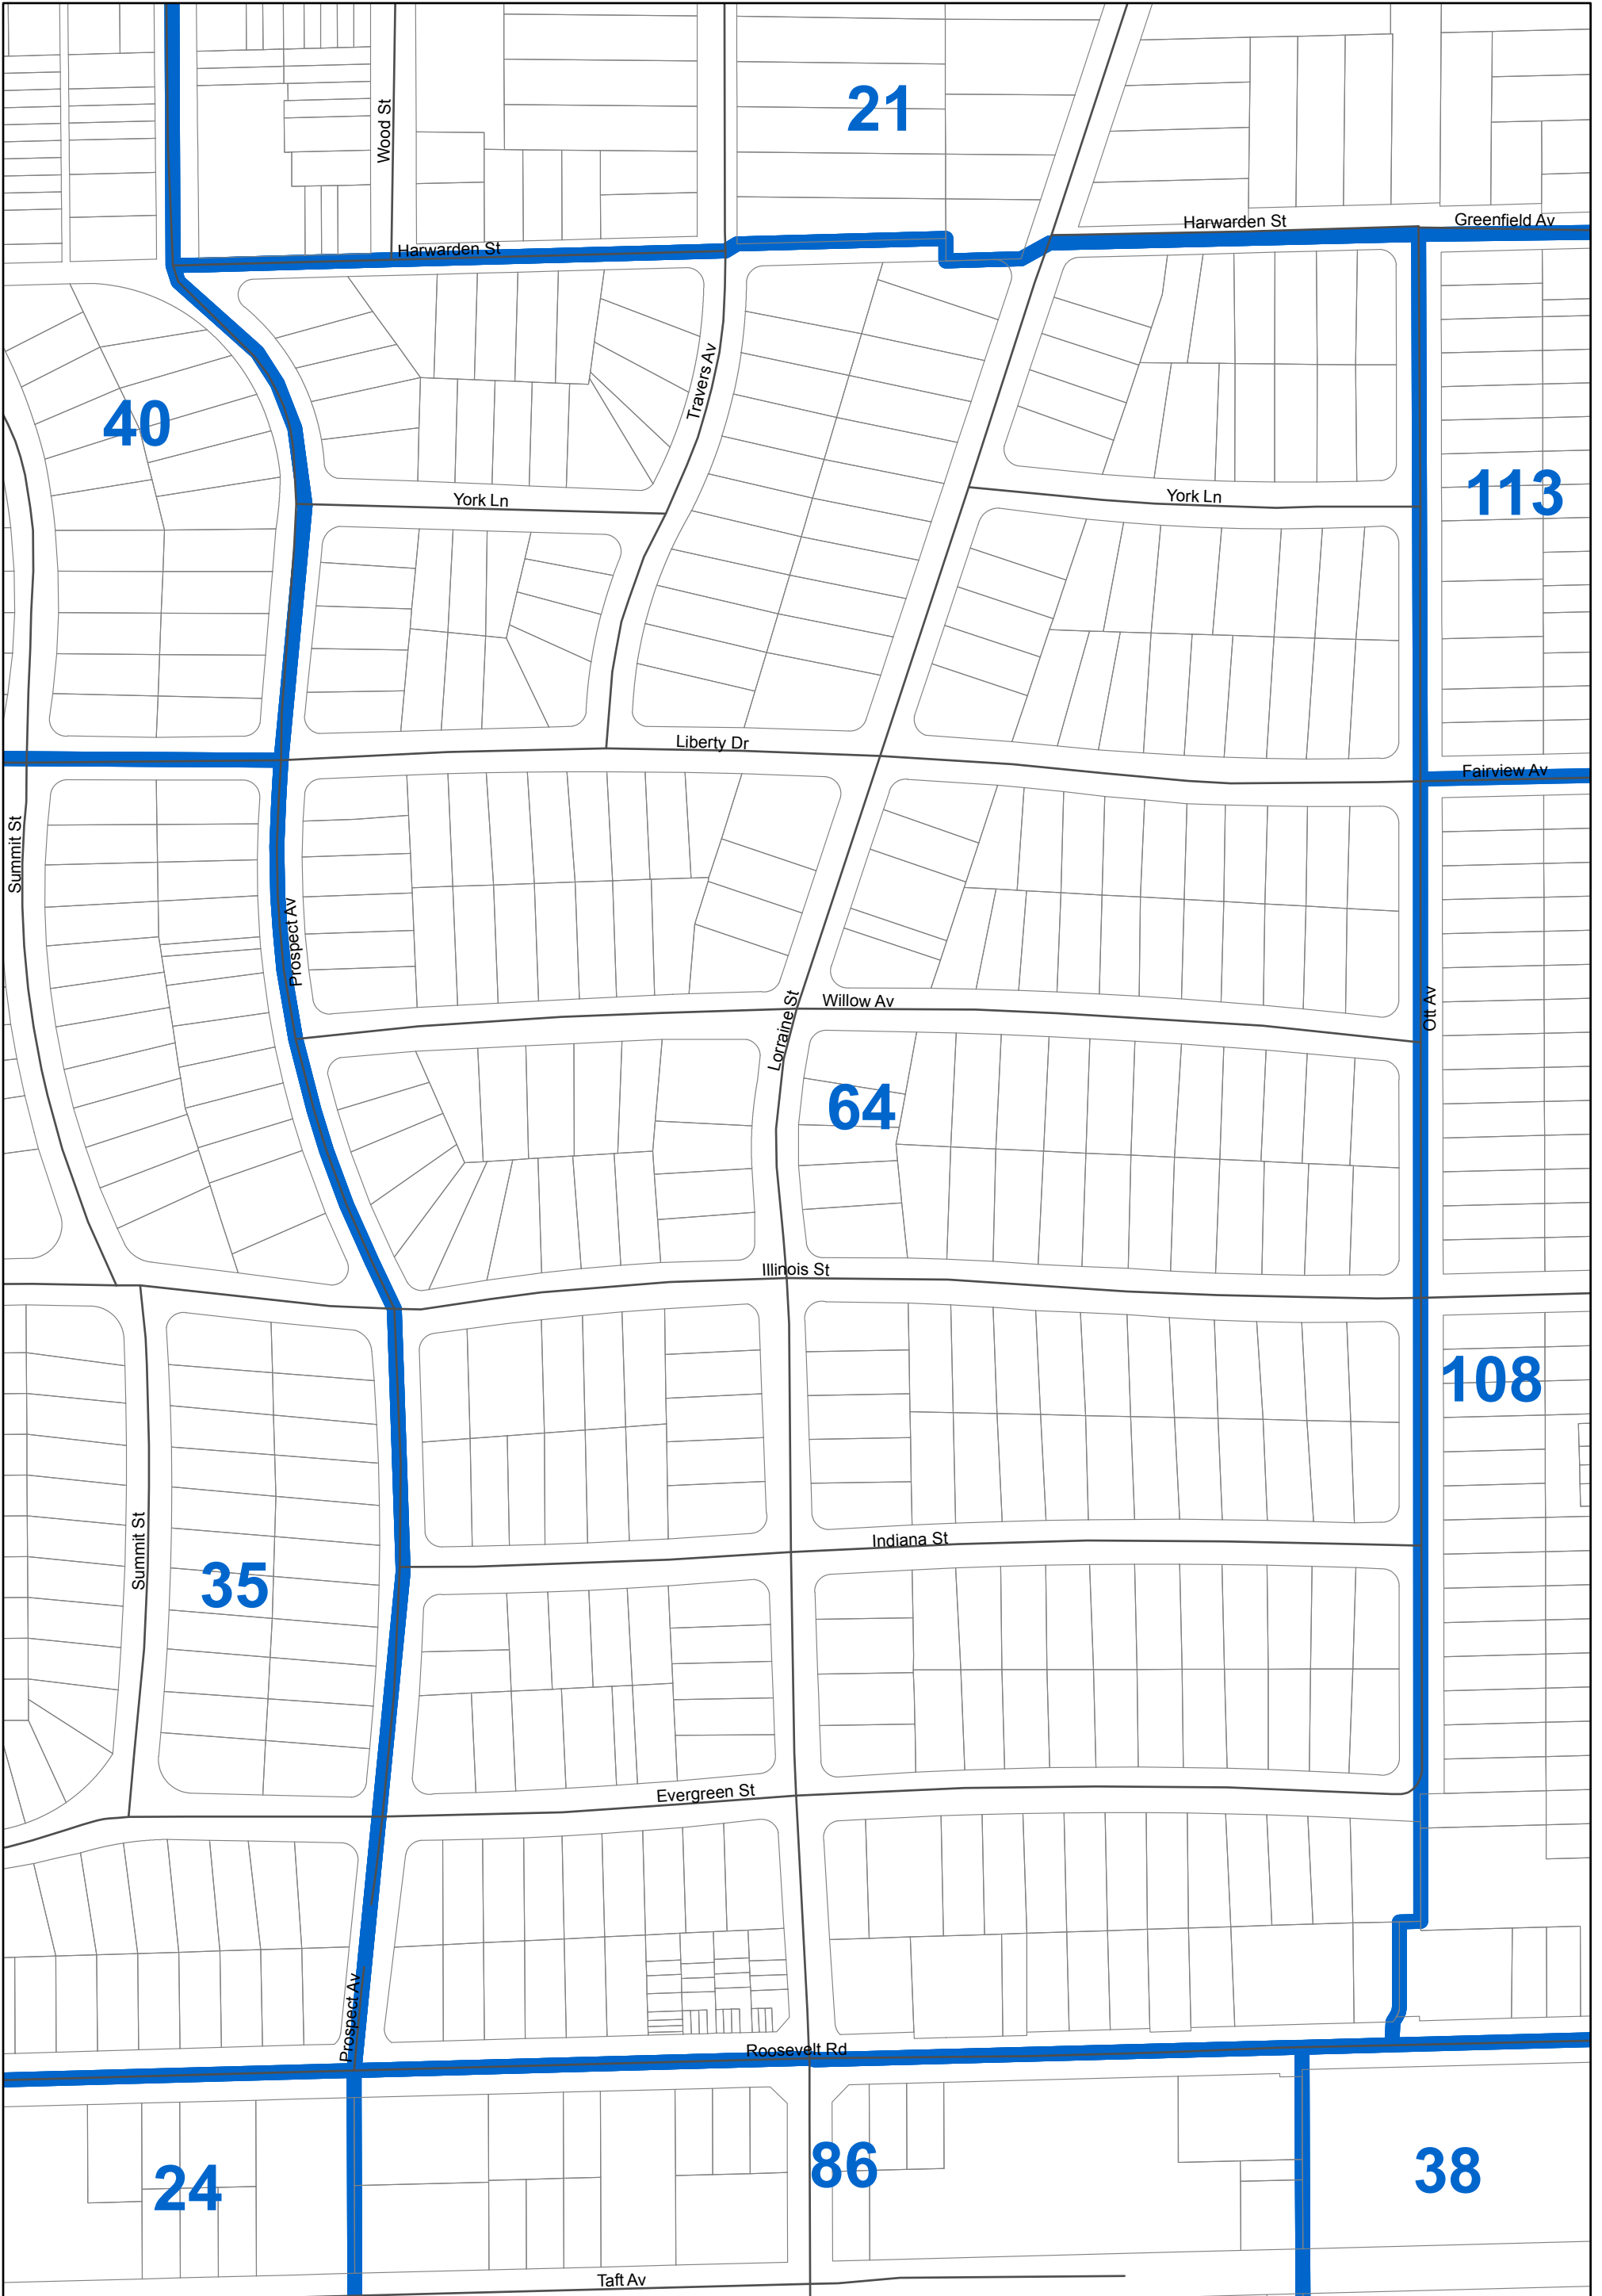 21
Wood St
Harwarden St
Harwarden St
Greenfield Av
Travers Av
40
113
York Ln
York Ln
Liberty Dr
Fairview Av
Summit St
Prospect Av
Lorraine St
Willow Av
Ott Av
64
Illinois St
108
Summit St
Indiana St
35
Evergreen St
Prospect Av
Roosevelt Rd
24
86
38
Taft Av